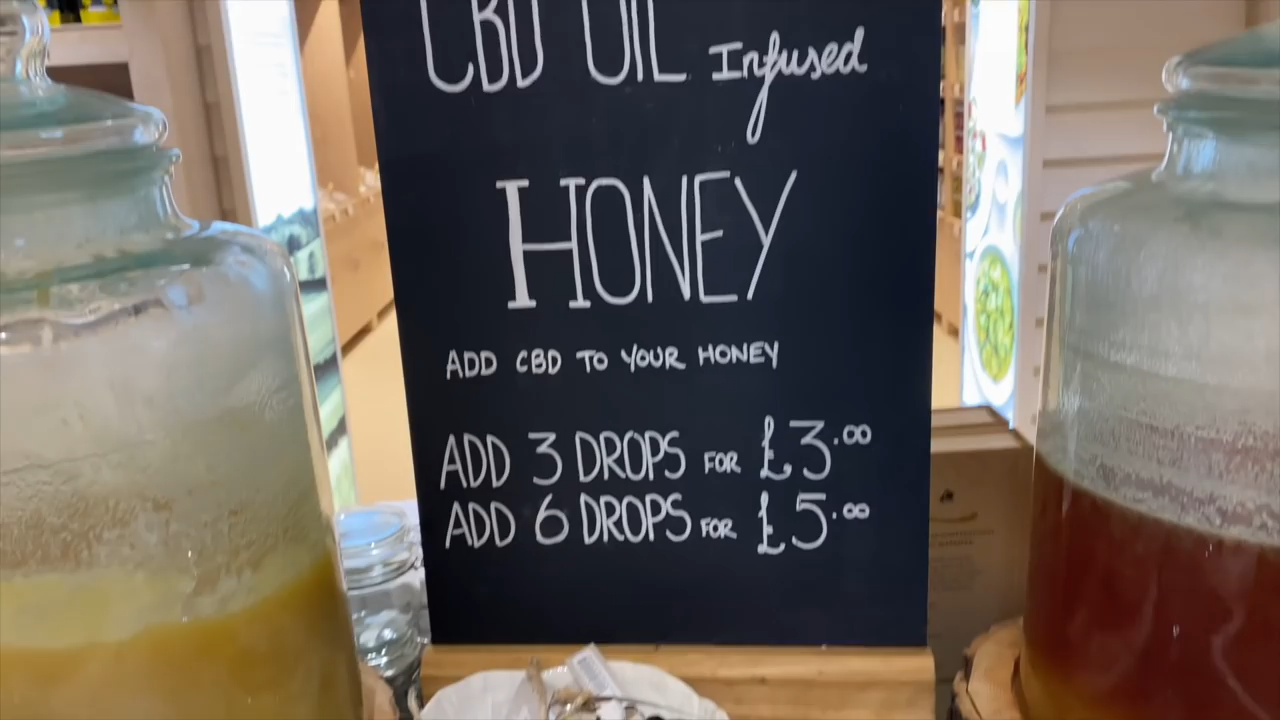 CBD OIL Infused
HONEY
ADD CBD TO YOUR HONEY
ADD 3 DROPS FOR £3.00
ADD 6 DROPS FOR £5.00